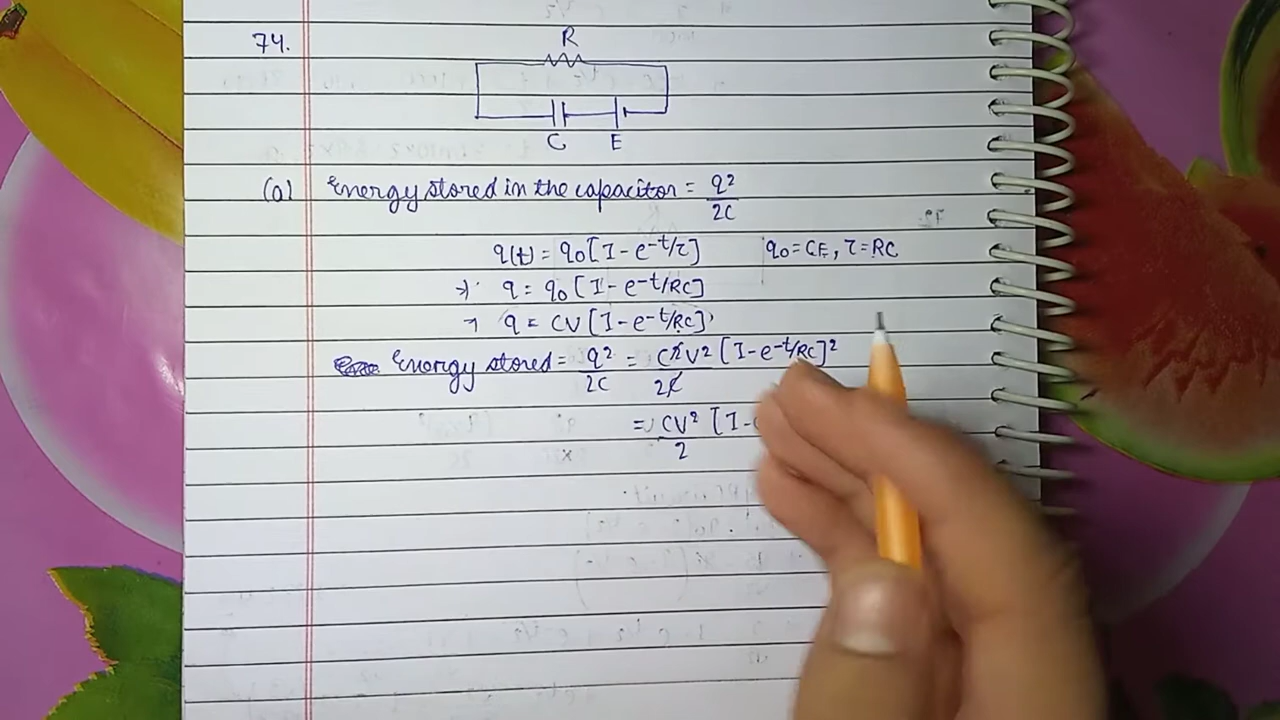 74.
R
C E
(a) Energy stored in the capacitor = q²/2C
q(t) = q₀[1 - e^-t/τ] q₀ = CE, τ = RC
q = q₀[1 - e^-t/RC]
q = CV[1 - e^-t/RC]
Energy stored = q²/2C = C²V²/2C [1 - e^-t/RC]²
= CV²/2 [1 -